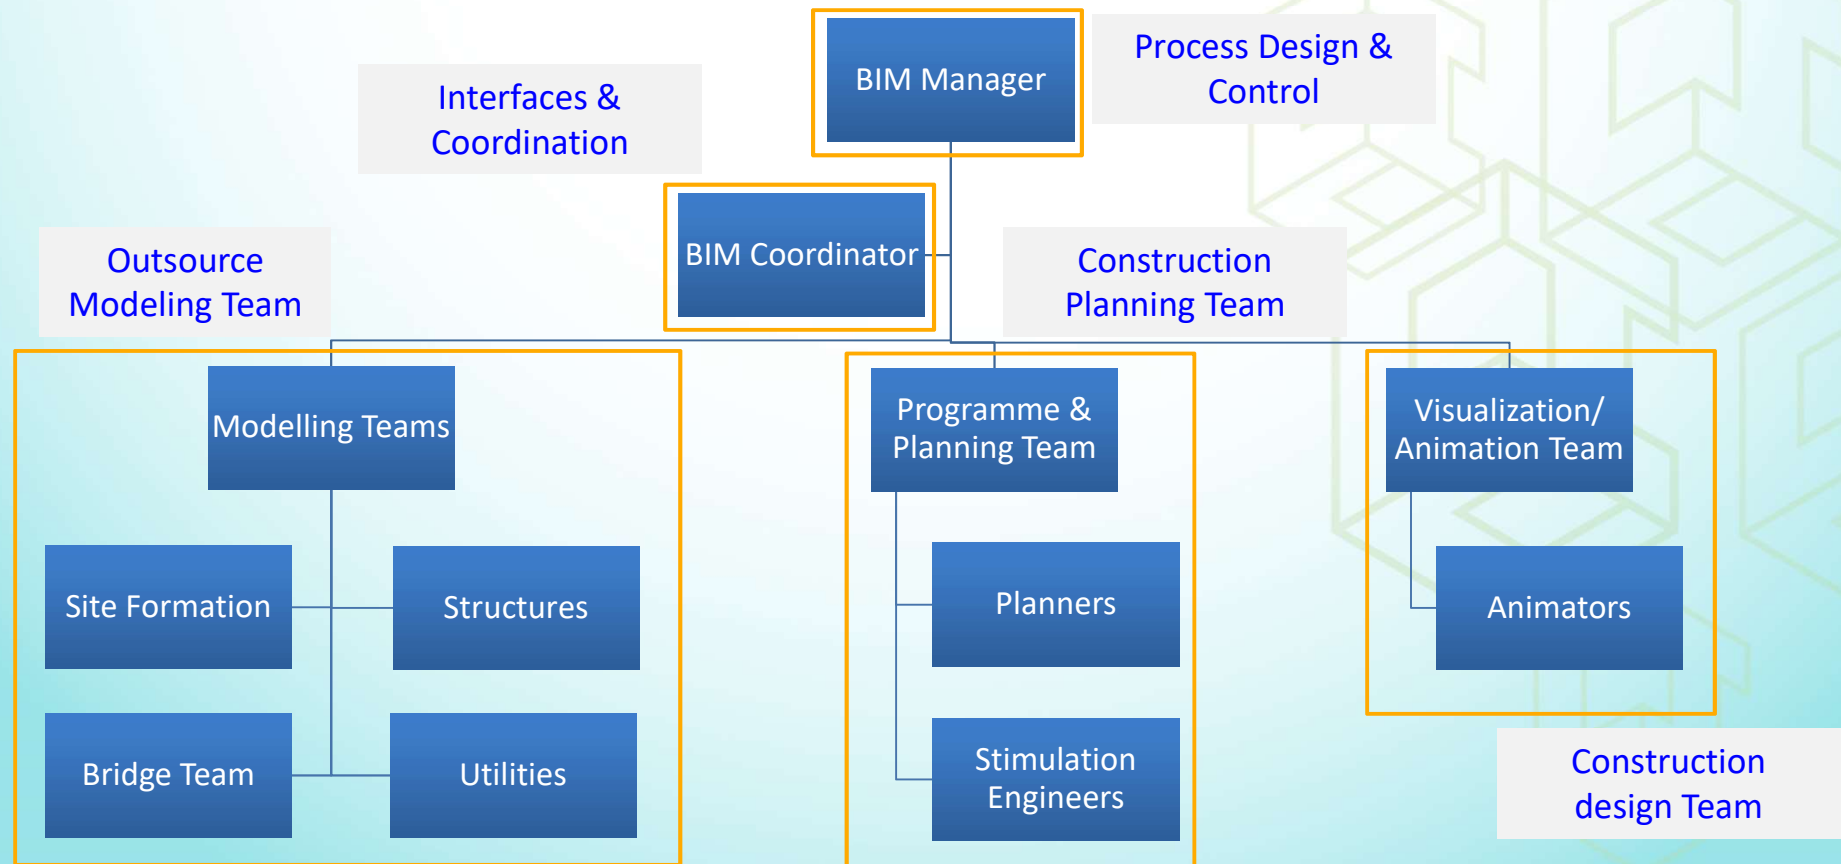 BIM Manager
Process Design &
Control
Interfaces &
Coordination
BIM Coordinator
Outsource
Modeling Team
Construction
Planning Team
Modelling Teams
Programme &
Planning Team
Visualization/
Animation Team
Site Formation
Structures
Planners
Animators
Bridge Team
Utilities
Stimulation
Engineers
Construction
design Team